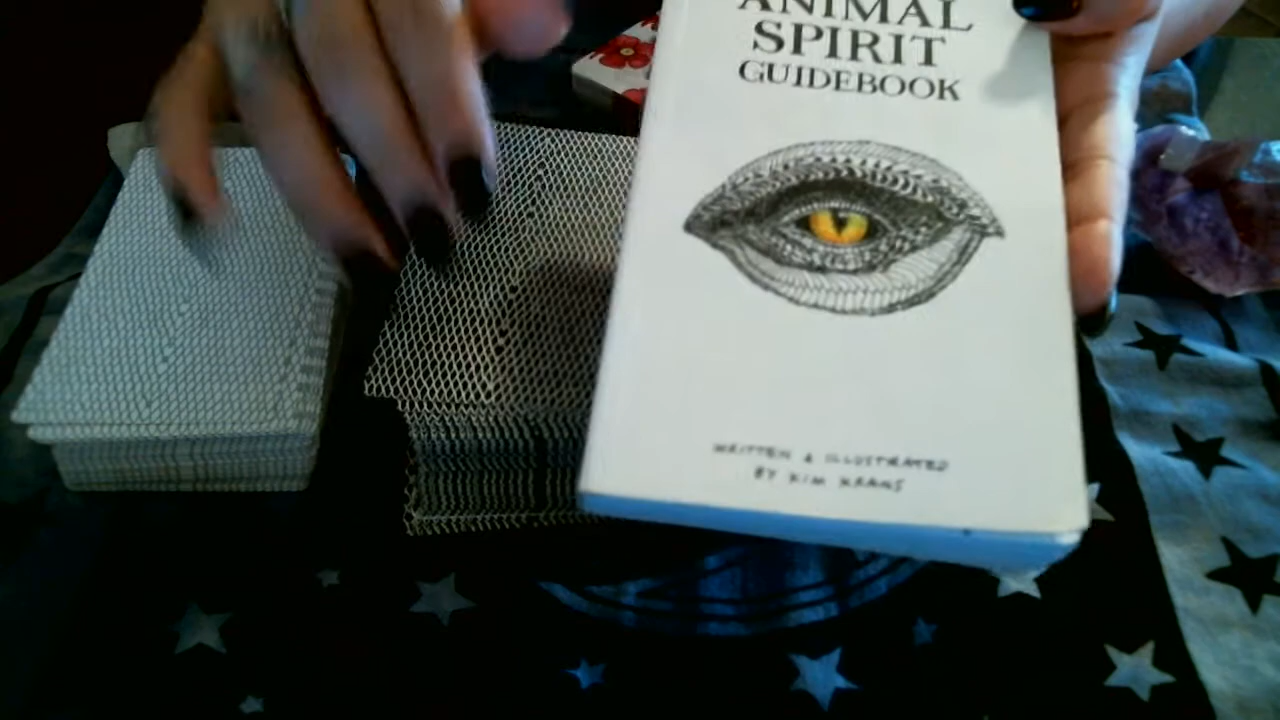 ANIMAL
SPIRIT
GUIDEBOOK
WRITTEN & ILLUSTRATED
BY KIM KRANS